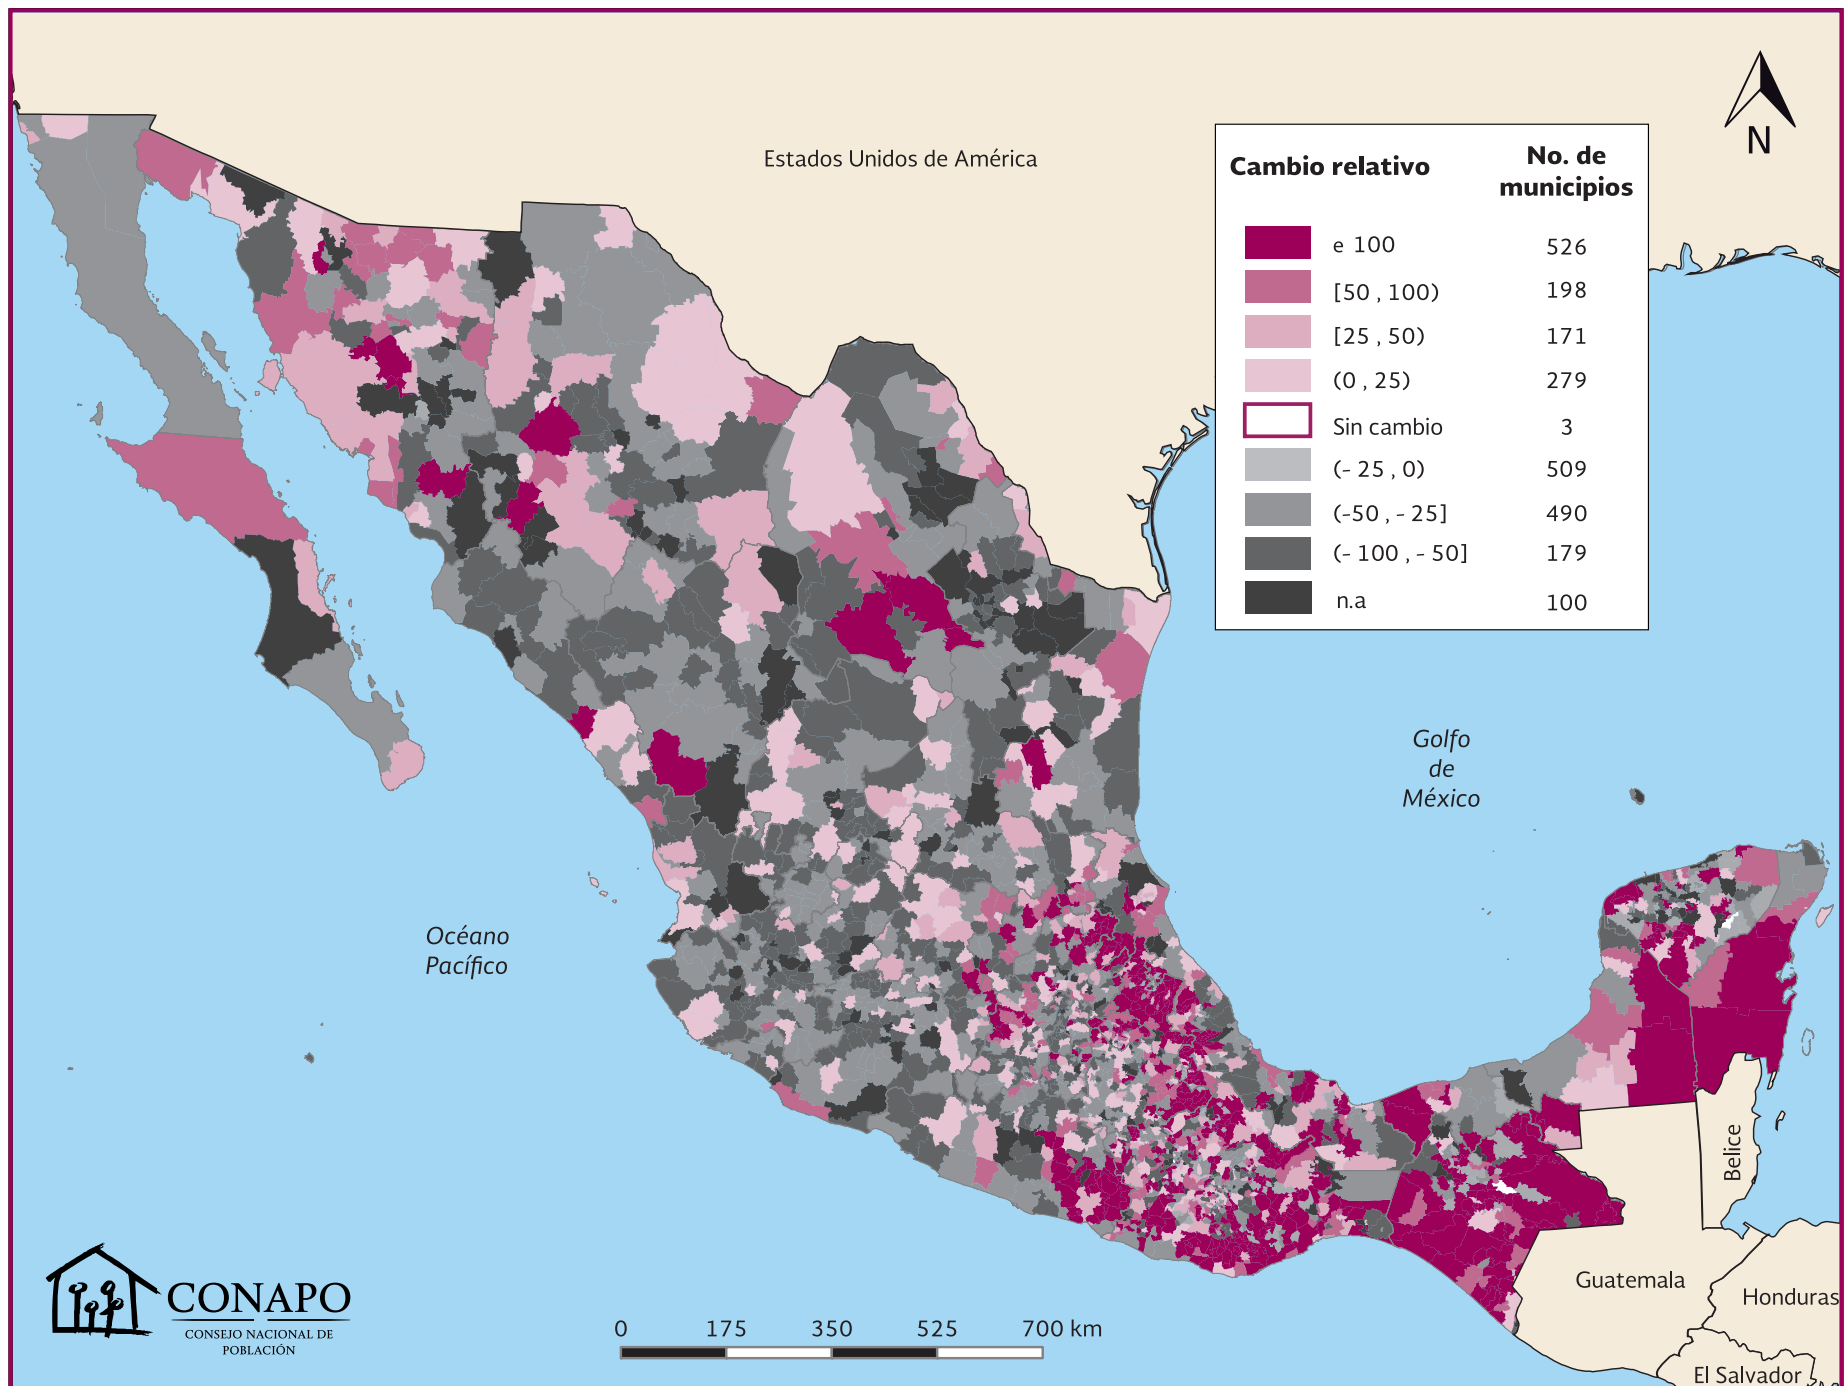 Estados Unidos de América
N
Cambio relativo
No. de
municipios
e 100 526
[50 , 100) 198
[25 , 50) 171
(0 , 25) 279
Sin cambio 3
(- 25 , 0) 509
(-50 , - 25] 490
(- 100 , - 50] 179
n.a 100
Golfo
de
México
Océano
Pacífico
Belice
Guatemala
Honduras
El Salvador
CONAPO
CONSEJO NACIONAL DE
POBLACIÓN
0 175 350 525 700 km